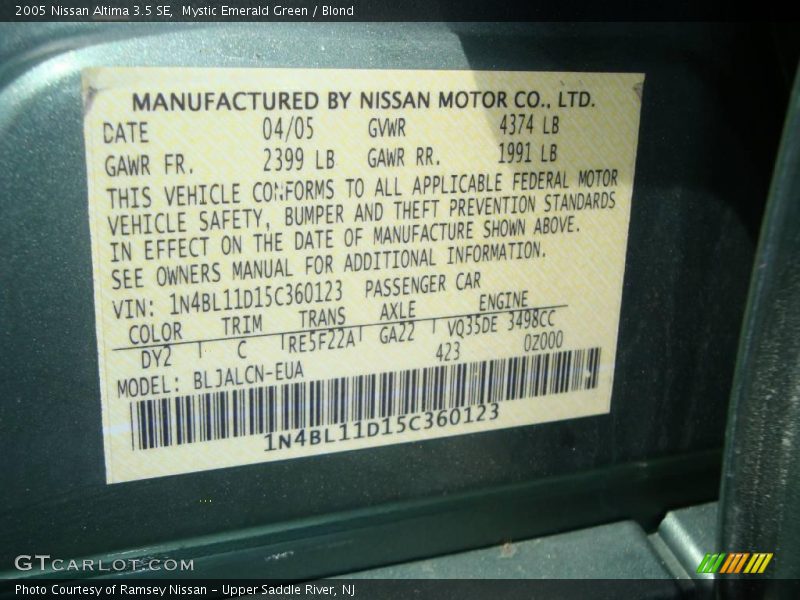 2005 Nissan Altima 3.5 SE, Mystic Emerald Green / Blond
MANUFACTURED BY NISSAN MOTOR CO., LTD.
DATE 04/05 GVWR 4374 LB
GAWR FR. 2399 LB GAWR RR. 1991 LB
THIS VEHICLE CONFORMS TO ALL APPLICABLE FEDERAL MOTOR
VEHICLE SAFETY, BUMPER AND THEFT PREVENTION STANDARDS
IN EFFECT ON THE DATE OF MANUFACTURE SHOWN ABOVE.
SEE OWNERS MANUAL FOR ADDITIONAL INFORMATION.
VIN: 1N4BL11D15C360123 PASSENGER CAR
COLOR TRIM TRANS AXLE ENGINE
DY2 C RE5F22A GA22 VQ35DE 3498CC
423 0Z000
MODEL: BLJALCN-EUA
1N4BL11D15C360123
GTCARLOT.COM
Photo Courtesy of Ramsey Nissan - Upper Saddle River, NJ